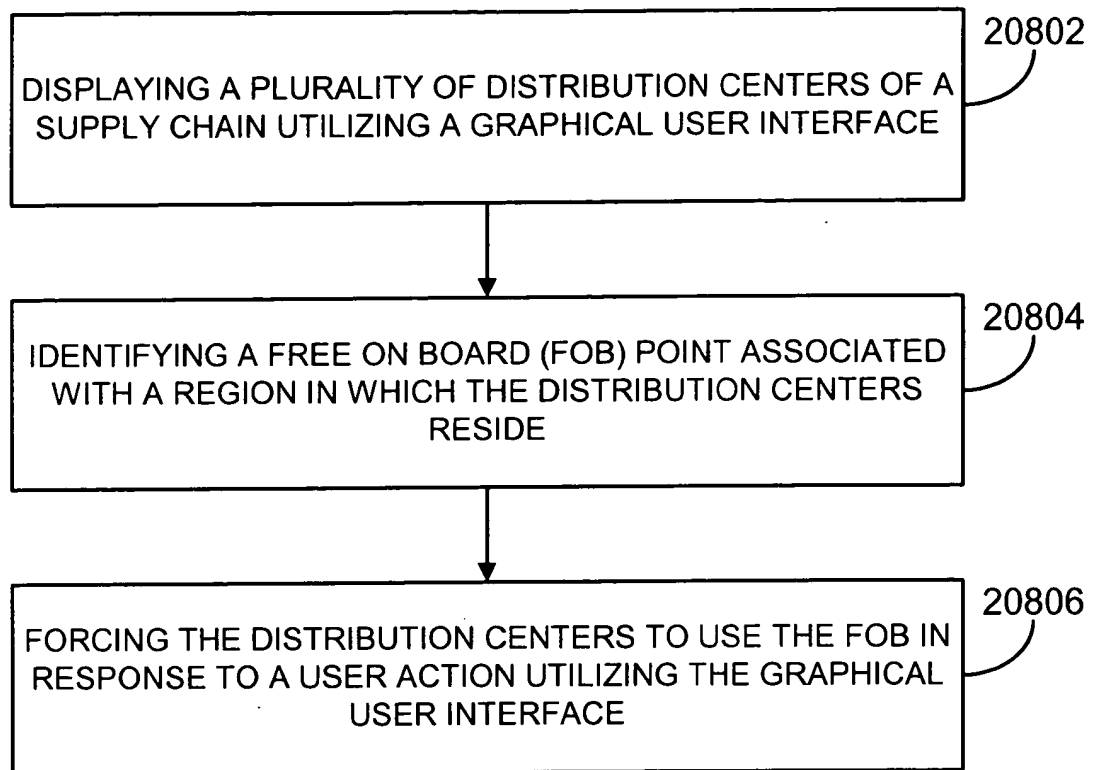 20802
DISPLAYING A PLURALITY OF DISTRIBUTION CENTERS OF A
SUPPLY CHAIN UTILIZING A GRAPHICAL USER INTERFACE
20804
IDENTIFYING A FREE ON BOARD (FOB) POINT ASSOCIATED
WITH A REGION IN WHICH THE DISTRIBUTION CENTERS
RESIDE
20806
FORCING THE DISTRIBUTION CENTERS TO USE THE FOB IN
RESPONSE TO A USER ACTION UTILIZING THE GRAPHICAL
USER INTERFACE